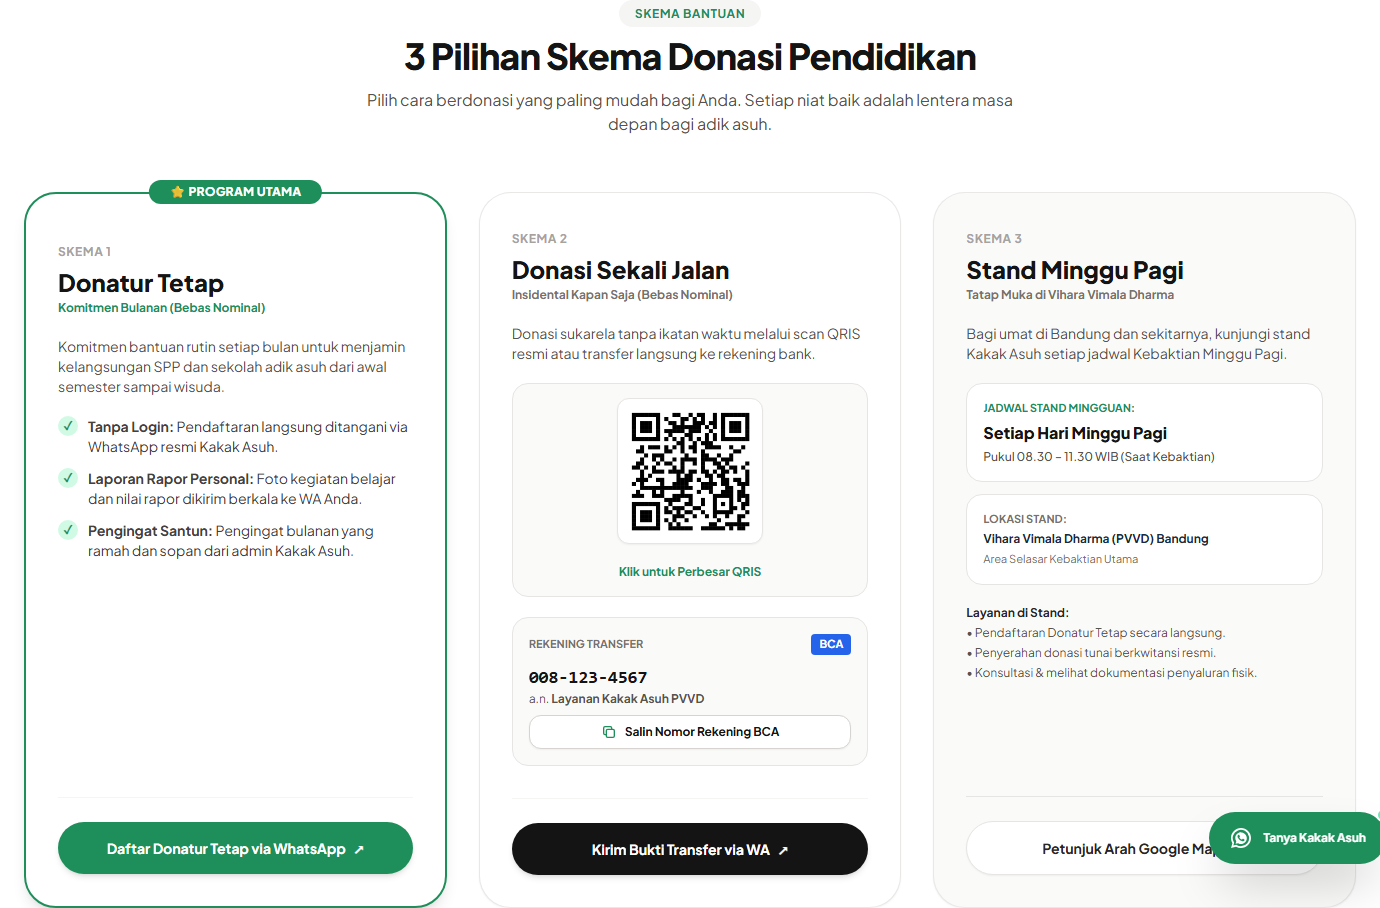 SKEMA BANTUAN
3 Pilihan Skema Donasi Pendidikan
Pilih cara berdonasi yang paling mudah bagi Anda. Setiap niat baik adalah lentera masa
depan bagi adik asuh.
PROGRAM UTAMA
SKEMA 1
Donatur Tetap
Komitmen Bulanan (Bebas Nominal)
Komitmen bantuan rutin setiap bulan untuk menjamin
kelangsungan SPP dan sekolah adik asuh dari awal
semester sampai wisuda.
Tanpa Login: Pendaftaran langsung ditangani via
WhatsApp resmi Kakak Asuh.
Laporan Rapor Personal: Foto kegiatan belajar
dan nilai rapor dikirim berkala ke WA Anda.
Pengingat Santun: Pengingat bulanan yang
ramah dan sopan dari admin Kakak Asuh.
Daftar Donatur Tetap via WhatsApp ↗
SKEMA 2
Donasi Sekali Jalan
Insidental Kapan Saja (Bebas Nominal)
Donasi sukarela tanpa ikatan waktu melalui scan QRIS
resmi atau transfer langsung ke rekening bank.
Klik untuk Perbesar QRIS
REKENING TRANSFER
BCA
008-123-4567
a.n. Layanan Kakak Asuh PVVD
Salin Nomor Rekening BCA
Kirim Bukti Transfer via WA ↗
SKEMA 3
Stand Minggu Pagi
Tatap Muka di Vihara Vimala Dharma
Bagi umat di Bandung dan sekitarnya, kunjungi stand
Kakak Asuh setiap jadwal Kebaktian Minggu Pagi.
JADWAL STAND MINGGUAN:
Setiap Hari Minggu Pagi
Pukul 08.30 – 11.30 WIB (Saat Kebaktian)
LOKASI STAND:
Vihara Vimala Dharma (PVVD) Bandung
Area Selasar Kebaktian Utama
Layanan di Stand:
• Pendaftaran Donatur Tetap secara langsung.
• Penyerahan donasi tunai berkwitansi resmi.
• Konsultasi & melihat dokumentasi penyaluran fisik.
Petunjuk Arah Google
Tanya Kakak Asuh